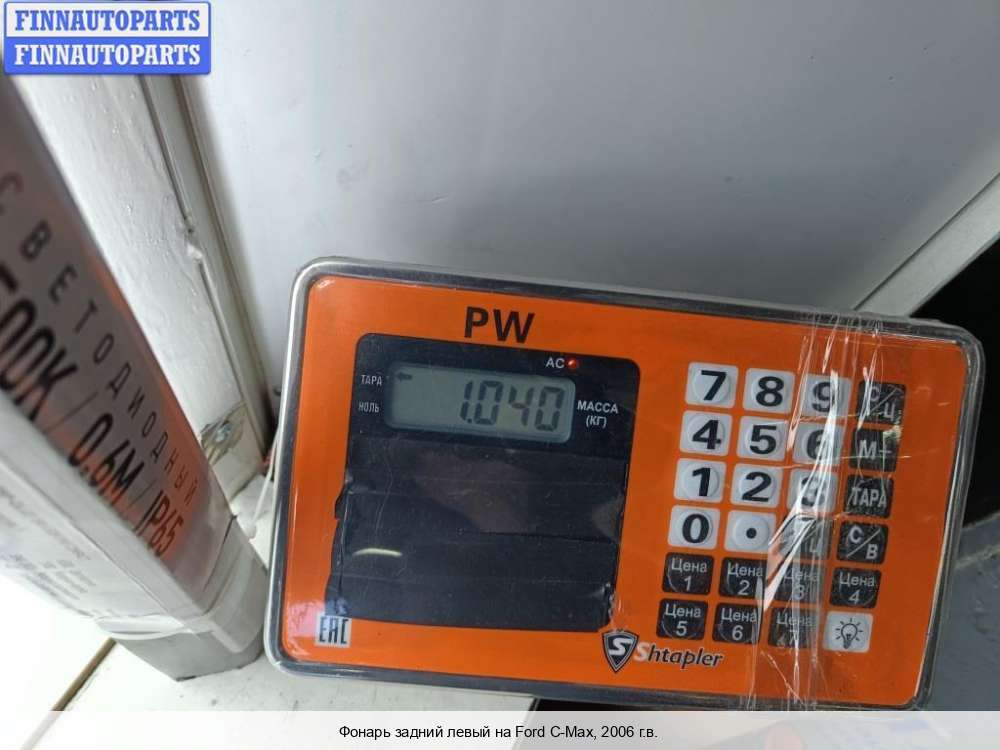 FINNAUTOPARTS
FINNAUTOPARTS
СВЕТОДИОДНЫЙ
500K / 0.6M / IP65
PW
AC
ТАРА
НОЛЬ
1.040
МАССА
(КГ)
7 8 9
4 5 6 М+
1 2 3 ТАРА
0 . С/В
Цена 1 Цена 2 Цена 3 Цена 4
Цена 5 Цена 6 Цена 7
EAC
S Shtapler
Фонарь задний левый на Ford C-Max, 2006 г.в.